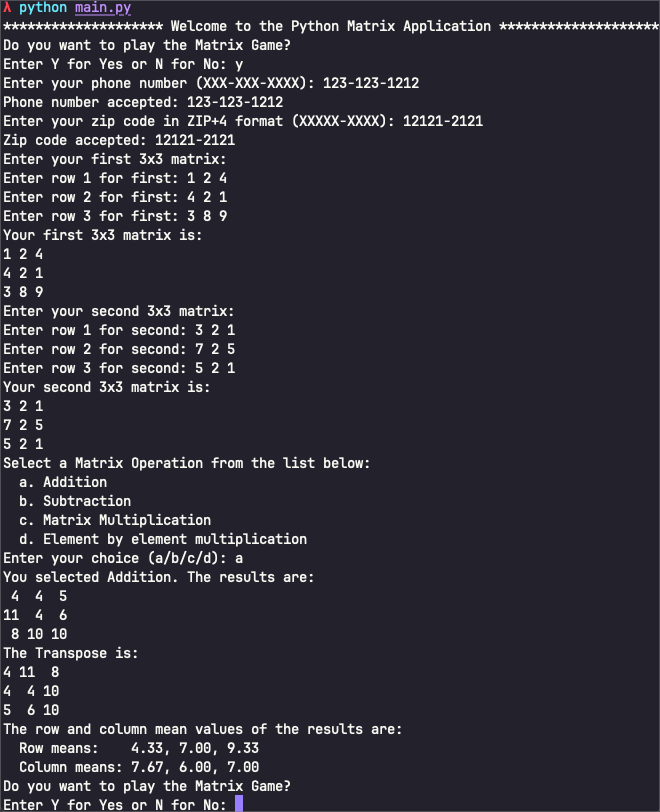 λ python main.py
******************** Welcome to the Python Matrix Application ********************
Do you want to play the Matrix Game?
Enter Y for Yes or N for No: y
Enter your phone number (XXX-XXX-XXXX): 123-123-1212
Phone number accepted: 123-123-1212
Enter your zip code in ZIP+4 format (XXXXX-XXXX): 12121-2121
Zip code accepted: 12121-2121
Enter your first 3x3 matrix:
Enter row 1 for first: 1 2 4
Enter row 2 for first: 4 2 1
Enter row 3 for first: 3 8 9
Your first 3x3 matrix is:
1 2 4
4 2 1
3 8 9
Enter your second 3x3 matrix:
Enter row 1 for second: 3 2 1
Enter row 2 for second: 7 2 5
Enter row 3 for second: 5 2 1
Your second 3x3 matrix is:
3 2 1
7 2 5
5 2 1
Select a Matrix Operation from the list below:
  a. Addition
  b. Subtraction
  c. Matrix Multiplication
  d. Element by element multiplication
Enter your choice (a/b/c/d): a
You selected Addition. The results are:
 4  4  5
11  4  6
 8 10 10
The Transpose is:
4 11  8
4  4 10
5  6 10
The row and column mean values of the results are:
  Row means:    4.33, 7.00, 9.33
  Column means: 7.67, 6.00, 7.00
Do you want to play the Matrix Game?
Enter Y for Yes or N for No: